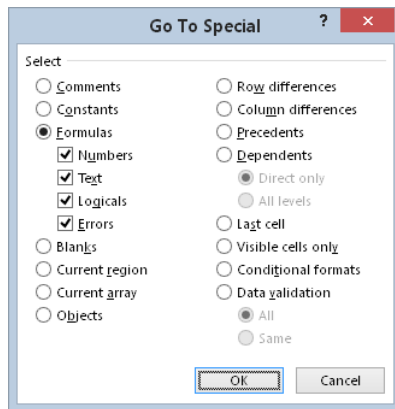 Go To Special
?
×
Select
Comments
Constants
Formulas
Numbers
Text
Logicals
Errors
Blanks
Current region
Current array
Objects
Row differences
Column differences
Precedents
Dependents
Direct only
All levels
Last cell
Visible cells only
Conditional formats
Data validation
All
Same
OK
Cancel